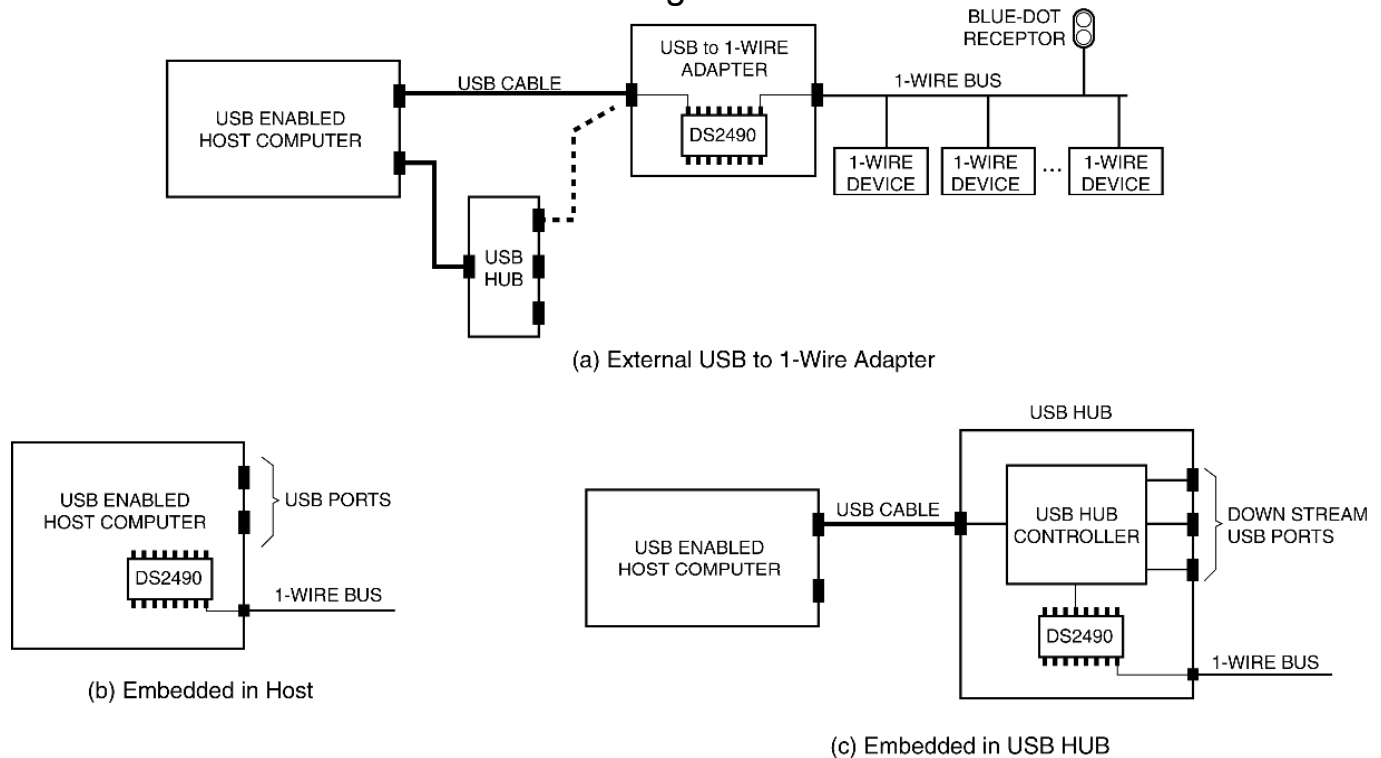 BLUE-DOT
RECEPTOR
USB to 1-WIRE
ADAPTER
USB CABLE
1-WIRE BUS
USB ENABLED
HOST COMPUTER
DS2490
1-WIRE
DEVICE
1-WIRE
DEVICE
...
1-WIRE
DEVICE
USB
HUB
(a) External USB to 1-Wire Adapter
USB ENABLED
HOST COMPUTER
USB PORTS
DS2490
1-WIRE BUS
(b) Embedded in Host
USB HUB
USB CABLE
USB ENABLED
HOST COMPUTER
USB HUB
CONTROLLER
DOWN STREAM
USB PORTS
DS2490
1-WIRE BUS
(c) Embedded in USB HUB